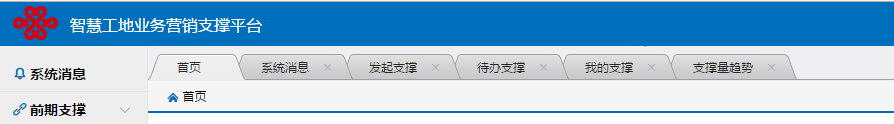 智慧工地业务营销支撑平台
系统消息
前期支撑
首页 系统消息 发起支撑 待办支撑 我的支撑 支撑量趋势
首页